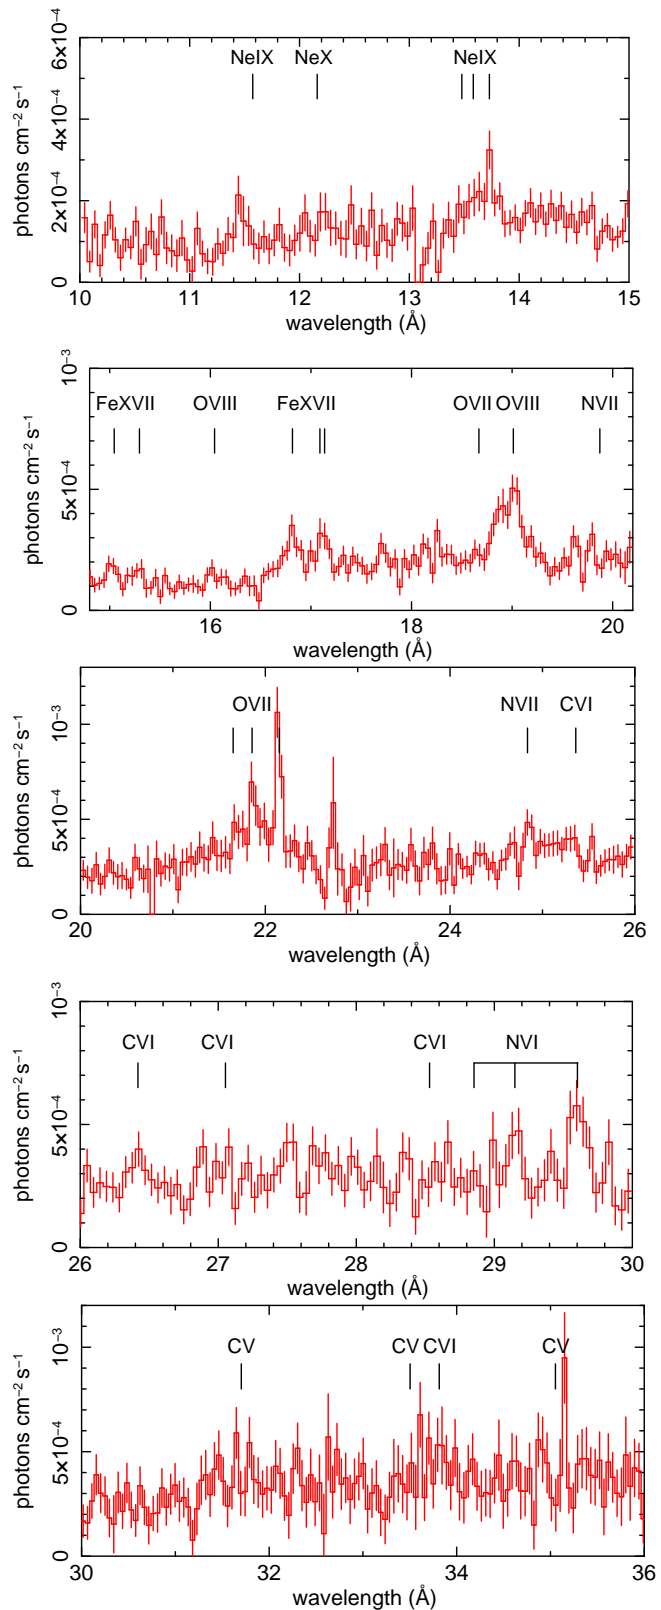 6×10⁻⁴
4×10⁻⁴
2×10⁻⁴
0
photons cm⁻² s⁻¹
NeIX NeX NeIX
10 11 12 13 14 15
wavelength (Å)
10⁻³
5×10⁻⁴
0
photons cm⁻² s⁻¹
FeXVII OVIII FeXVII OVII OVIII NVII
16 18 20
wavelength (Å)
10⁻³
5×10⁻⁴
0
photons cm⁻² s⁻¹
OVII NVII CVI
20 22 24 26
wavelength (Å)
10⁻³
5×10⁻⁴
0
photons cm⁻² s⁻¹
CVI CVI CVI NVI
26 27 28 29 30
wavelength (Å)
10⁻³
5×10⁻⁴
0
photons cm⁻² s⁻¹
CV CV CVI CV
30 32 34 36
wavelength (Å)